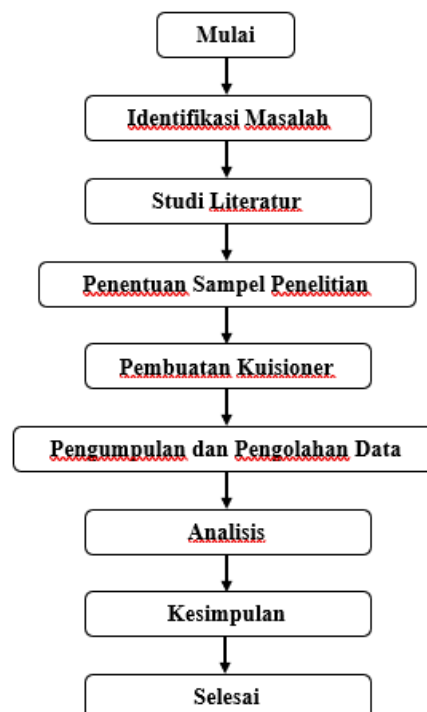 Mulai
Identifikasi Masalah
Studi Literatur
Penentuan Sampel Penelitian
Pembuatan Kuisioner
Pengumpulan dan Pengolahan Data
Analisis
Kesimpulan
Selesai